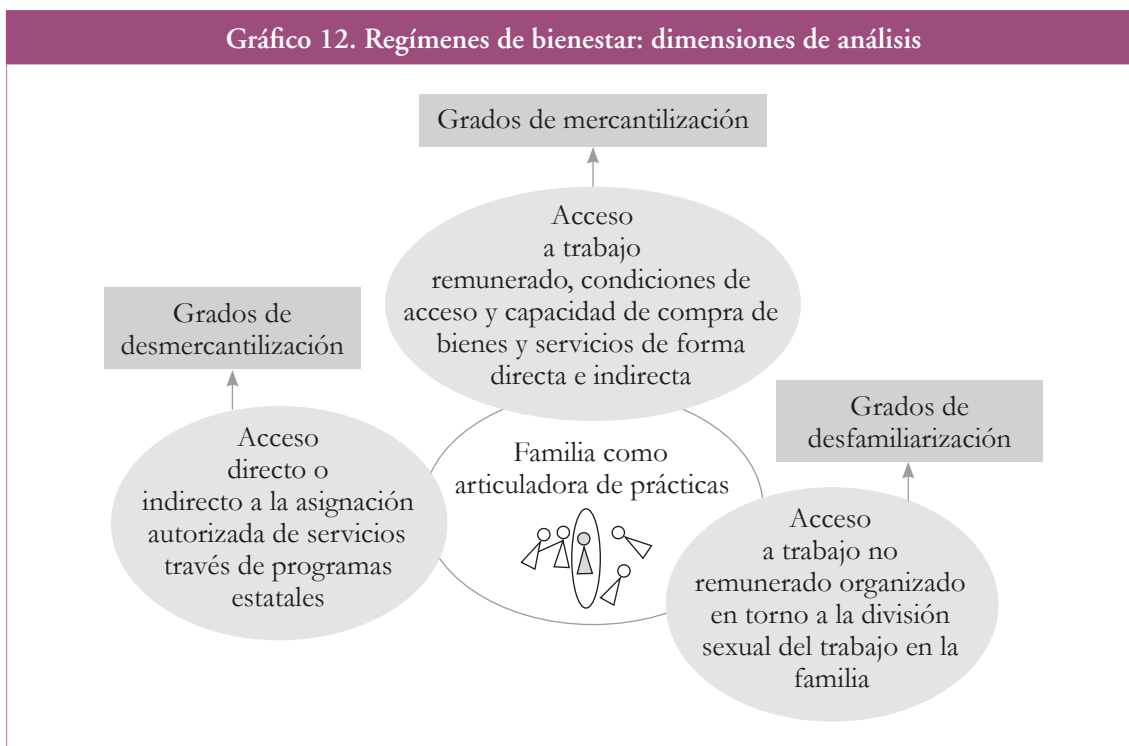 Gráfico 12. Regímenes de bienestar: dimensiones de análisis
Grados de mercantilización
Acceso
a trabajo
remunerado, condiciones de
acceso y capacidad de compra de
bienes y servicios de forma
directa e indirecta
Grados de
desmercantilización
Acceso
directo o
indirecto a la asignación
autorizada de servicios
través de programas
estatales
Familia como
articuladora de prácticas
Grados de
desfamiliarización
Acceso
a trabajo no
remunerado organizado
en torno a la división
sexual del trabajo en la
familia